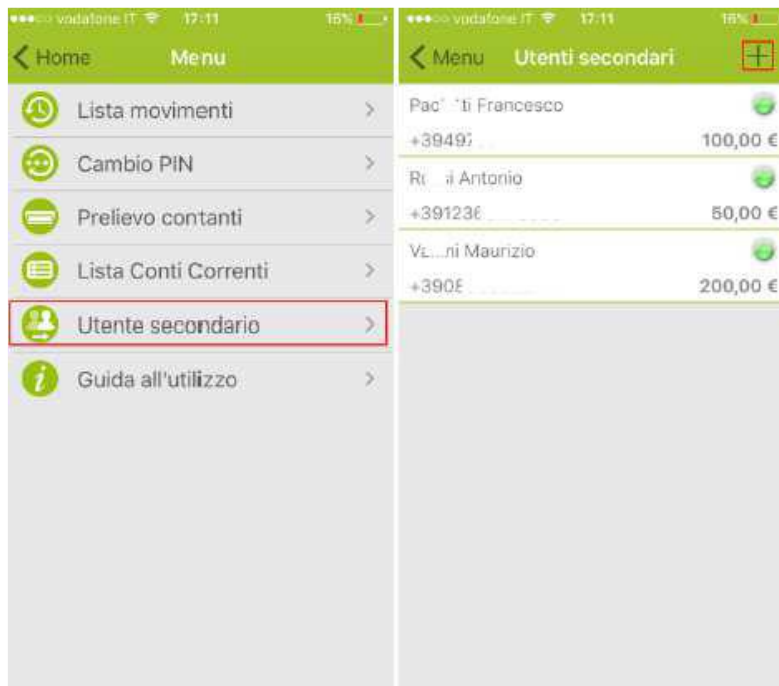 vodafone IT 17:11 16%
Home Menu
Lista movimenti
Cambio PIN
Prelievo contanti
Lista Conti Correnti
Utente secondario
Guida all'utilizzo
vodafone IT 17:11 16%
Menu Utenti secondari +
Francesco
100,00 €
Antonio
50,00 €
Maurizio
200,00 €